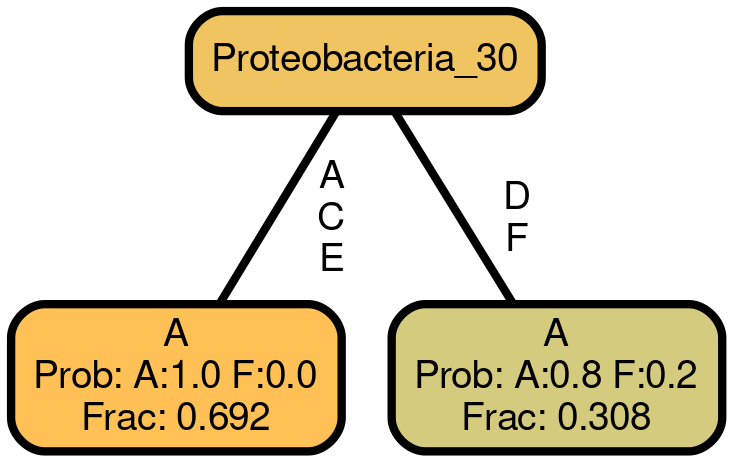 Proteobacteria_30
A
C
E
D
F
A
Prob: A:1.0 F:0.0
Frac: 0.692
A
Prob: A:0.8 F:0.2
Frac: 0.308